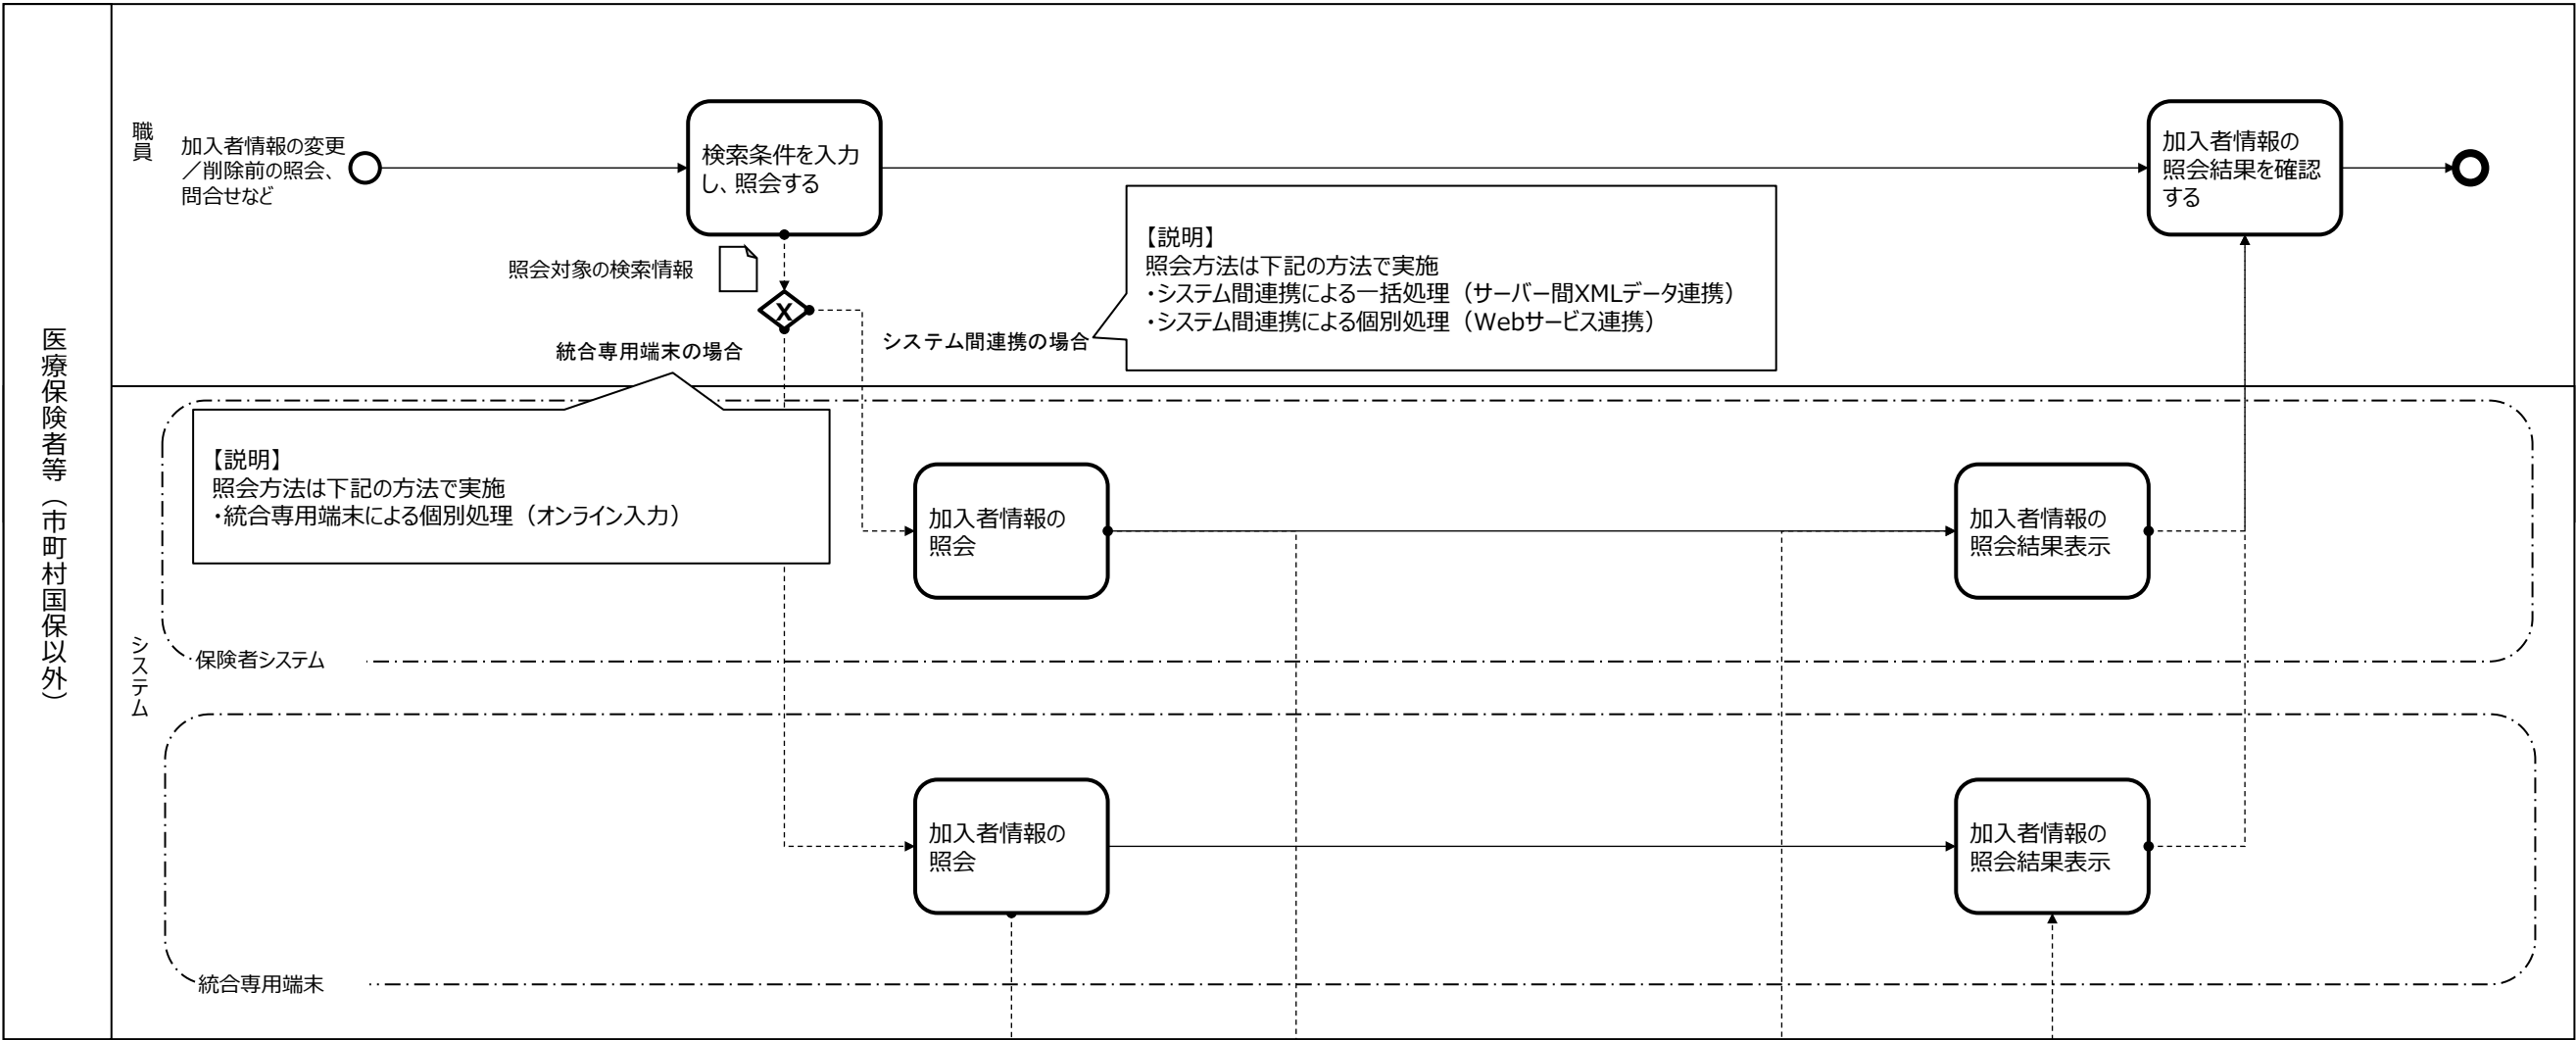 医療保険者等（市町村国保以外）
職員
加入者情報の変更
／削除前の照会、
問合せなど
検索条件を入力
し、照会する
加入者情報の
照会結果を確認
する
照会対象の検索情報
X
【説明】
照会方法は下記の方法で実施
・システム間連携による一括処理（サーバー間XMLデータ連携）
・システム間連携による個別処理（Webサービス連携）
システム間連携の場合
統合専用端末の場合
システム
【説明】
照会方法は下記の方法で実施
・統合専用端末による個別処理（オンライン入力）
加入者情報の
照会
加入者情報の
照会結果表示
保険者システム
加入者情報の
照会
加入者情報の
照会結果表示
統合専用端末